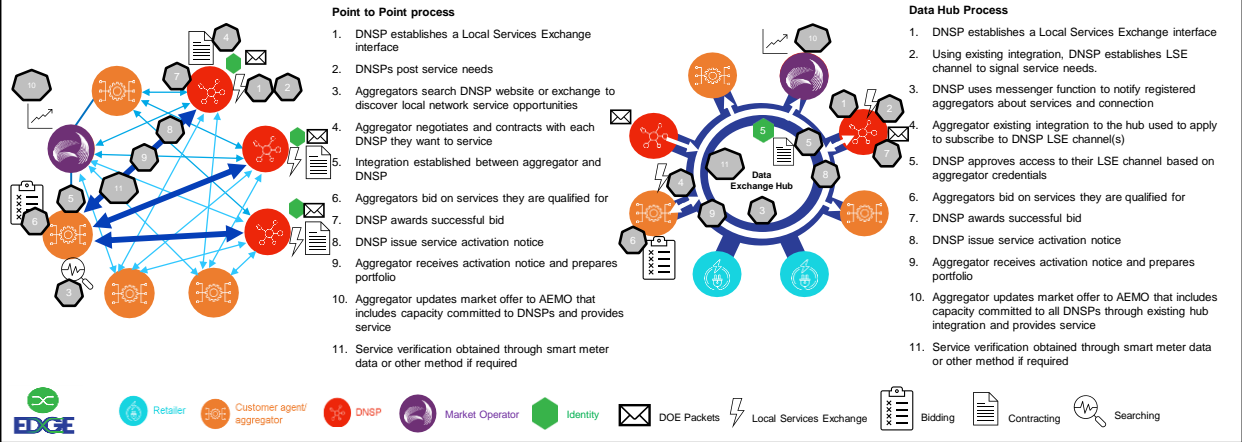 Point to Point process
1. DNSP establishes a Local Services Exchange
interface
2. DNSPs post service needs
3. Aggregators search DNSP website or exchange to
discover local network service opportunities
4. Aggregator negotiates and contracts with each
DNSP they want to service
5. Integration established between aggregator and
DNSP
6. Aggregators bid on services they are qualified for
7. DNSP awards successful bid
8. DNSP issue service activation notice
9. Aggregator receives activation notice and prepares
portfolio
10. Aggregator updates market offer to AEMO that
includes capacity committed to DNSPs and provides
service
11. Service verification obtained through smart meter
data or other method if required
4
7
1
2
10
8
9
11
5
6
3
Data Hub Process
1. DNSP establishes a Local Services Exchange interface
2. Using existing integration, DNSP establishes LSE
channel to signal service needs.
3. DNSP uses messenger function to notify registered
aggregators about services and connection
4. Aggregator existing integration to the hub used to apply
to subscribe to DNSP LSE channel(s)
5. DNSP approves access to their LSE channel based on
aggregator credentials
6. Aggregators bid on services they are qualified for
7. DNSP awards successful bid
8. DNSP issue service activation notice
9. Aggregator receives activation notice and prepares
portfolio
10. Aggregator updates market offer to AEMO that includes
capacity committed to all DNSPs through existing hub
integration and provides service
11. Service verification obtained through smart meter data
or other method if required
10
1
2
7
5
5
11
8
4
Data
Exchange Hub
9
3
6
EDGE
Retailer
Customer agent/
aggregator
DNSP
Market Operator
Identity
DOE Packets
Local Services Exchange
Bidding
Contracting
Searching